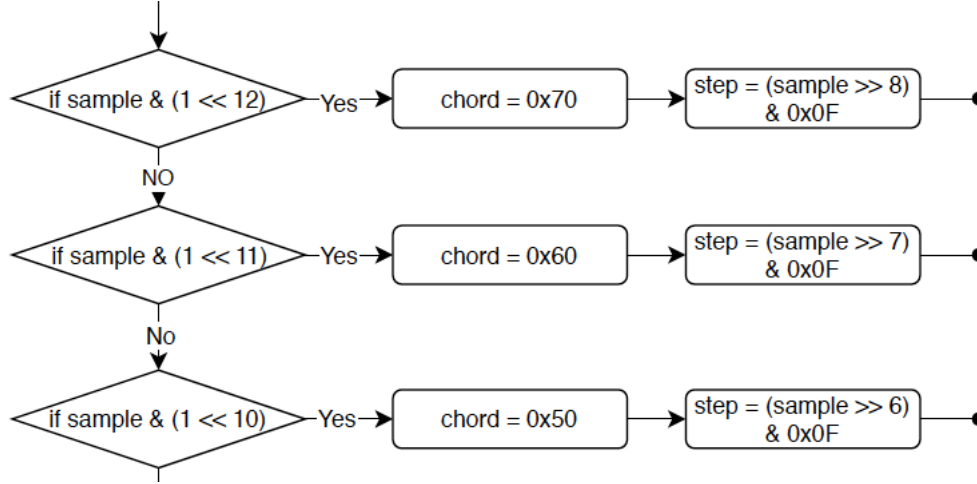 if sample & (1 << 12)
Yes
chord = 0x70
step = (sample >> 8)
& 0x0F
NO
if sample & (1 << 11)
Yes
chord = 0x60
step = (sample >> 7)
& 0x0F
No
if sample & (1 << 10)
Yes
chord = 0x50
step = (sample >> 6)
& 0x0F